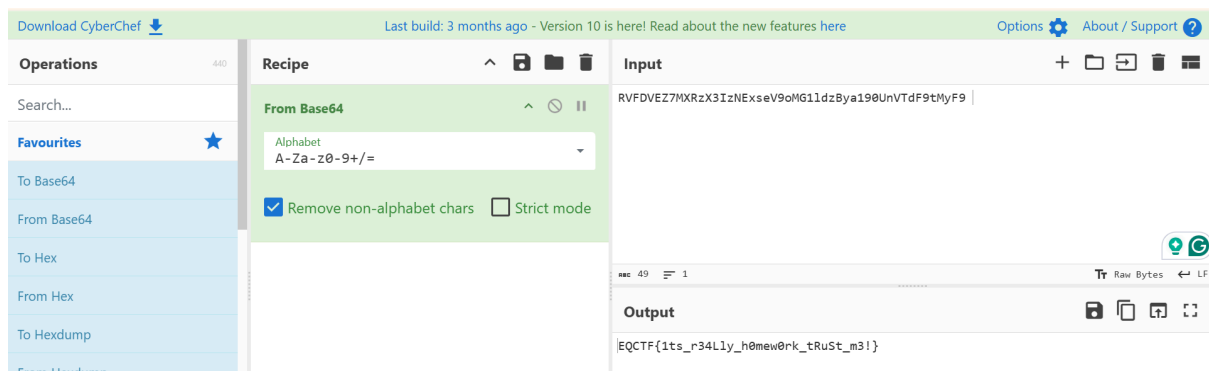 Download CyberChef
Last build: 3 months ago - Version 10 is here! Read about the new features here
Options
About / Support
Operations
440
Search...
Favourites
To Base64
From Base64
To Hex
From Hex
To Hexdump
Recipe
From Base64
Alphabet
A-Za-z0-9+/=
Remove non-alphabet chars
Strict mode
Input
RVFDVEZ7MXRzX3IzNExseV9oMG1ldzBya190UnVTdF9tMyF9
ABC 49
1
Tт Raw Bytes
LF
Output
EQCTF{1ts_r34Lly_h0mew0rk_tRuSt_m3!}